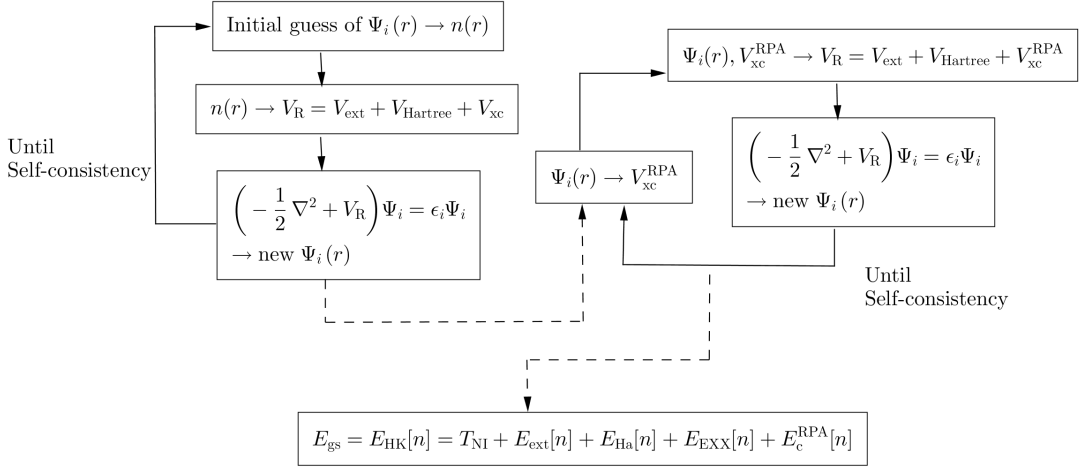 Initial guess of Ψ_i(r) → n(r)
n(r) → V_R = V_ext + V_Hartree + V_xc
Until
Self-consistency
(-1/2 ∇² + V_R)Ψ_i = ϵ_iΨ_i
→ new Ψ_i(r)
Ψ_i(r) → V_xc^RPA
Ψ_i(r), V_xc^RPA → V_R = V_ext + V_Hartree + V_xc^RPA
(-1/2 ∇² + V_R)Ψ_i = ϵ_iΨ_i
→ new Ψ_i(r)
Until
Self-consistency
E_gs = E_HK[n] = T_NI + E_ext[n] + E_Ha[n] + E_EXX[n] + E_c^RPA[n]